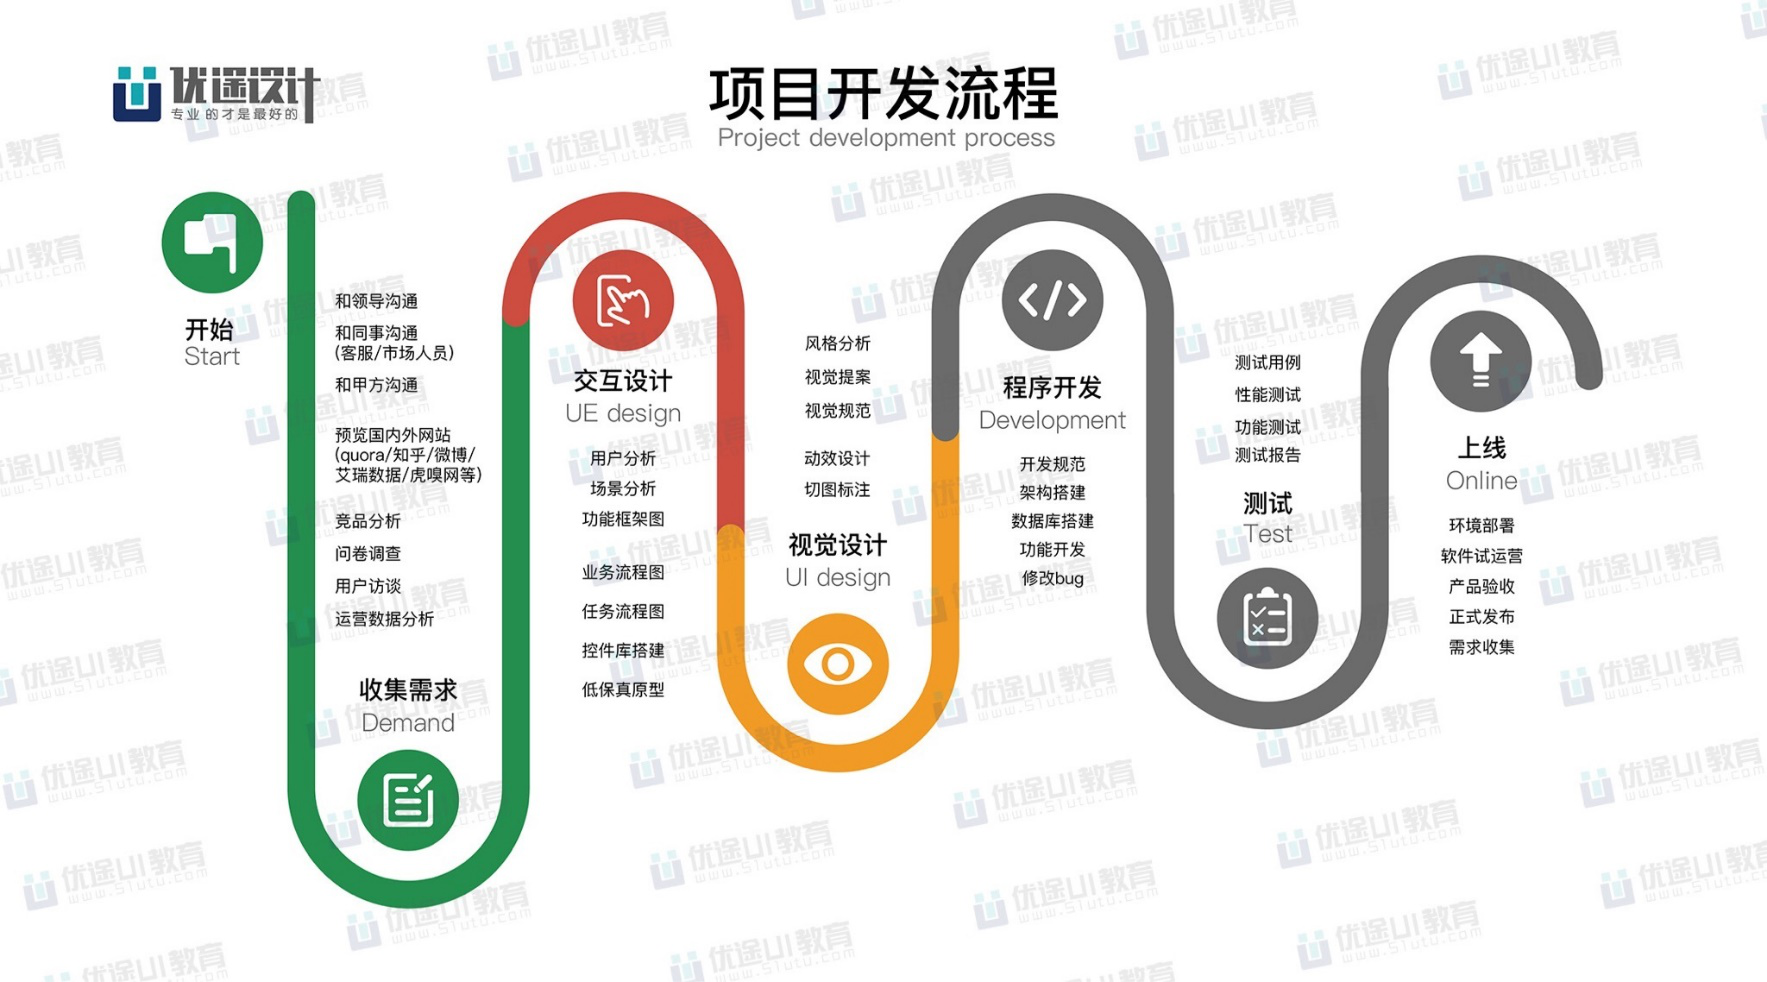 优途设计
专业的才是最好的
项目开发流程
Project development process
开始
Start
和领导沟通
和同事沟通
(客服/市场人员)
和甲方沟通
预览国内外网站
(quora/知乎/微博/
艾瑞数据/虎嗅网等)
竞品分析
问卷调查
用户访谈
运营数据分析
收集需求
Demand
交互设计
UE design
用户分析
场景分析
功能框架图
业务流程图
任务流程图
控件库搭建
低保真原型
风格分析
视觉提案
视觉规范
动效设计
切图标注
视觉设计
UI design
</>
程序开发
Development
开发规范
架构搭建
数据库搭建
功能开发
修改bug
测试用例
性能测试
功能测试
测试报告
测试
Test
上线
Online
环境部署
软件试运营
产品验收
正式发布
需求收集
优途UI教育
www.51utu.com